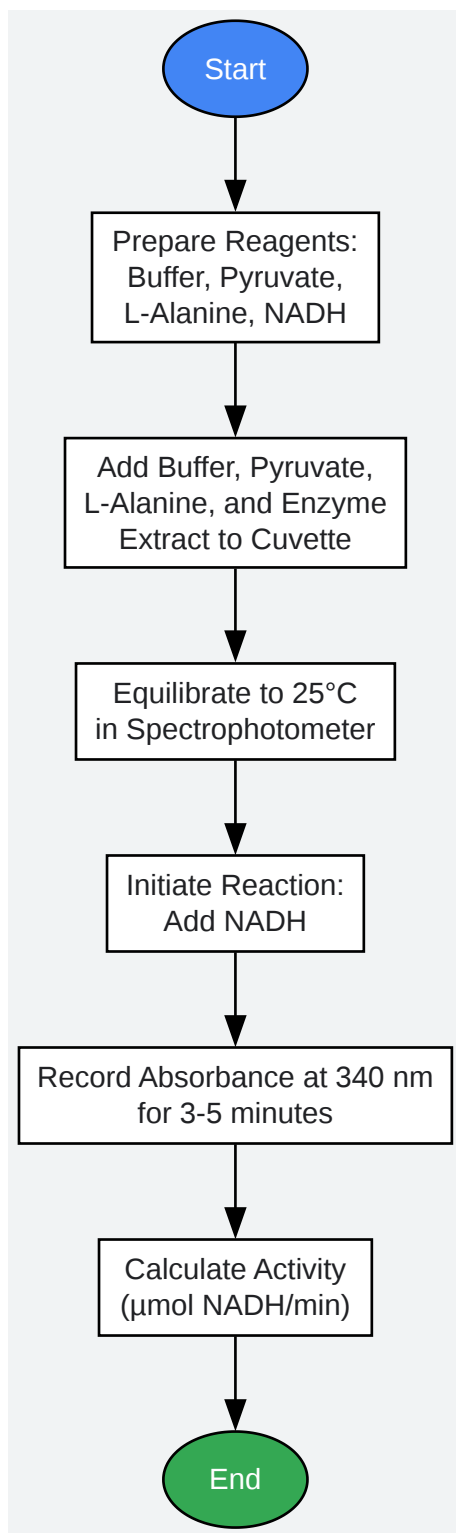 Start
Prepare Reagents:
Buffer, Pyruvate,
L-Alanine, NADH
Add Buffer, Pyruvate,
L-Alanine, and Enzyme
Extract to Cuvette
Equilibrate to 25°C
in Spectrophotometer
Initiate Reaction:
Add NADH
Record Absorbance at 340 nm
for 3-5 minutes
Calculate Activity
(µmol NADH/min)
End